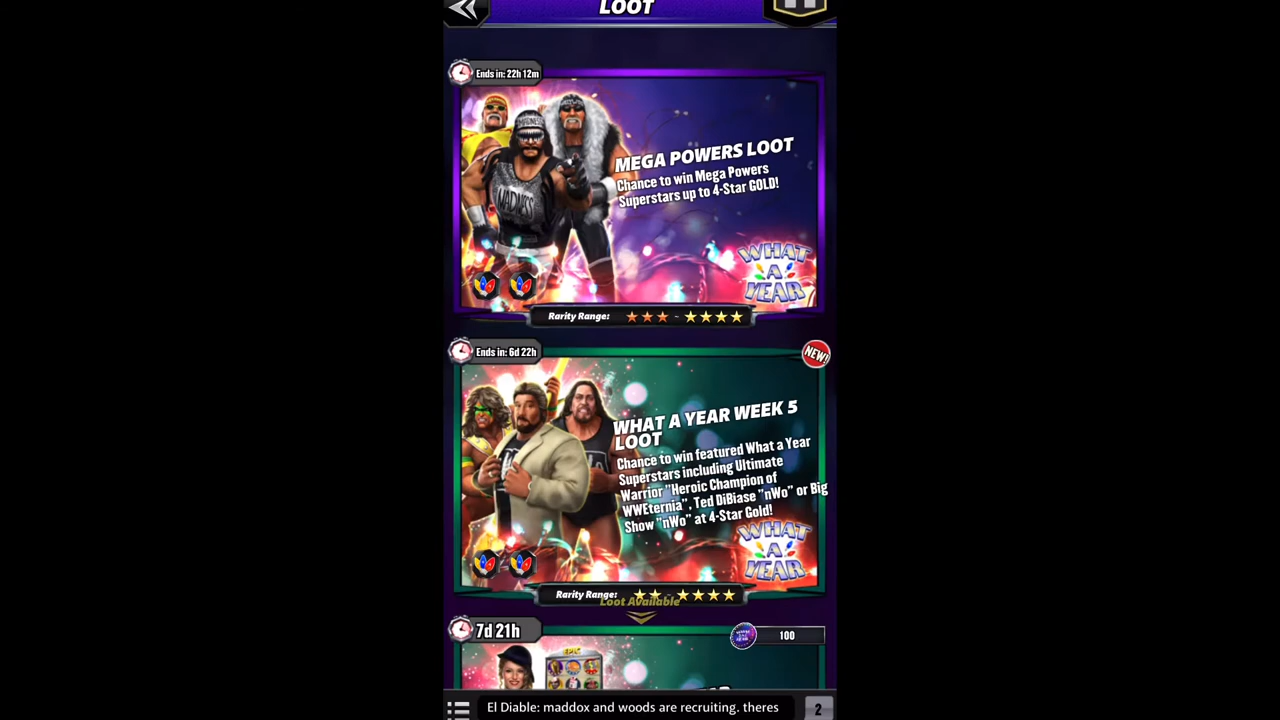 LOOT
Ends in: 22h 12m
MEGA POWERS LOOT
Chance to win Mega Powers
Superstars up to 4-Star GOLD!
MADNESS
WHAT
A
YEAR
Rarity Range:
Ends in: 6d 22h
NEW!
WHAT A YEAR WEEK 5
LOOT
Chance to win featured What a Year
Superstars including Ultimate
Warrior "Heroic Champion of
WWEternia", Ted DiBiase "nWo" or Big
Show "nWo" at 4-Star Gold!
WHAT
A
YEAR
Rarity Range:
Loot Available
7d 21h
100
EPIC
El Diable: maddox and woods are recruiting. theres
2